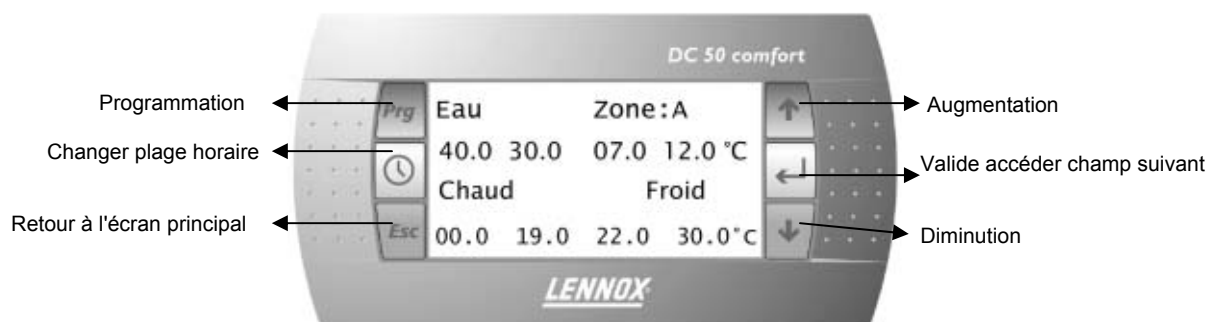 DC 50 comfort
Programmation
Prg
Eau Zone:A
Augmentation
Changer plage horaire
40.0 30.0 07.0 12.0 °C
Valide accéder champ suivant
Chaud Froid
Retour à l'écran principal
Esc
00.0 19.0 22.0 30.0°c
Diminution
LENNOX